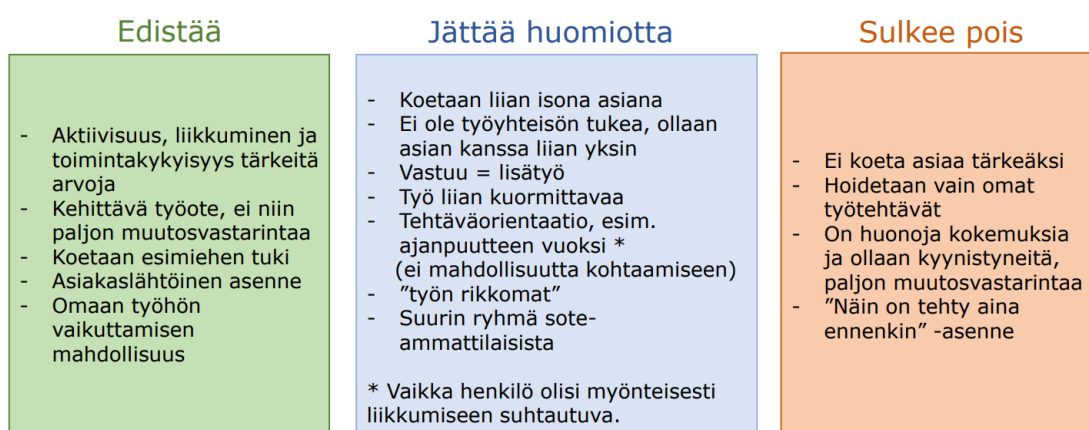 Edistää
- Aktiivisuus, liikkuminen ja
toimintakykyisyys tärkeitä
arvoja
- Kehittävä työote, ei niin
paljon muutosvastarintaa
- Koetaan esimiehen tuki
- Asiakaslähtöinen asenne
- Omaan työhön
vaikuttamisen
mahdollisuus
Jättää huomiotta
- Koetaan liian isona asiana
- Ei ole työyhteisön tukea, ollaan
asian kanssa liian yksin
- Vastuu = lisätyö
- Työ liian kuormittavaa
- Tehtäväorientaatio, esim.
ajanpuutteen vuoksi *
(ei mahdollisuutta kohtaamiseen)
- ”työn rikkomat”
- Suurin ryhmä sote-
ammattilaisista
* Vaikka henkilö olisi myönteisesti
liikkumiseen suhtautuva.
Sulkee pois
- Ei koeta asiaa tärkeäksi
- Hoidetaan vain omat
työtehtävät
- On huonoja kokemuksia
ja ollaan kyynistyneitä,
paljon muutosvastarintaa
- ”Näin on tehty aina
ennenkin” -asenne